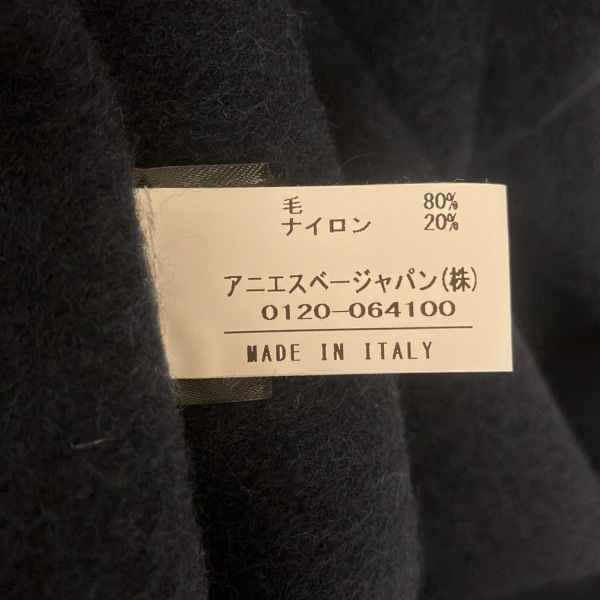 毛 80%
ナイロン 20%
アニエスベージャパン(株)
0120-064100
MADE IN ITALY